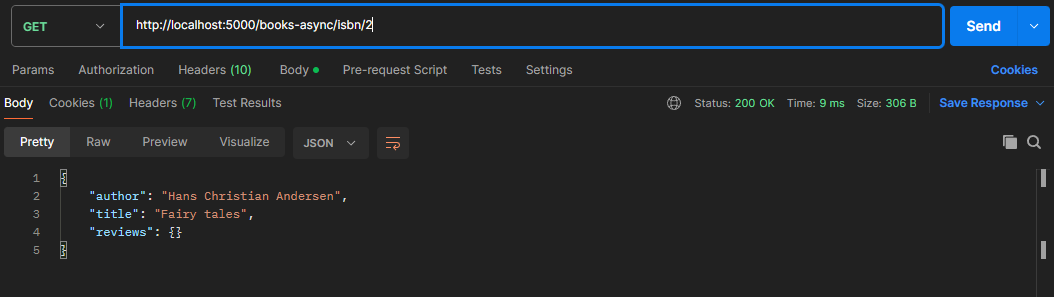 GET http://localhost:5000/books-async/isbn/2 Send
Params Authorization Headers (10) Body Pre-request Script Tests Settings Cookies
Body Cookies (1) Headers (7) Test Results Status: 200 OK Time: 9 ms Size: 306 B Save Response
Pretty Raw Preview Visualize JSON
1 {
2 "author": "Hans Christian Andersen",
3 "title": "Fairy tales",
4 "reviews": {}
5 }